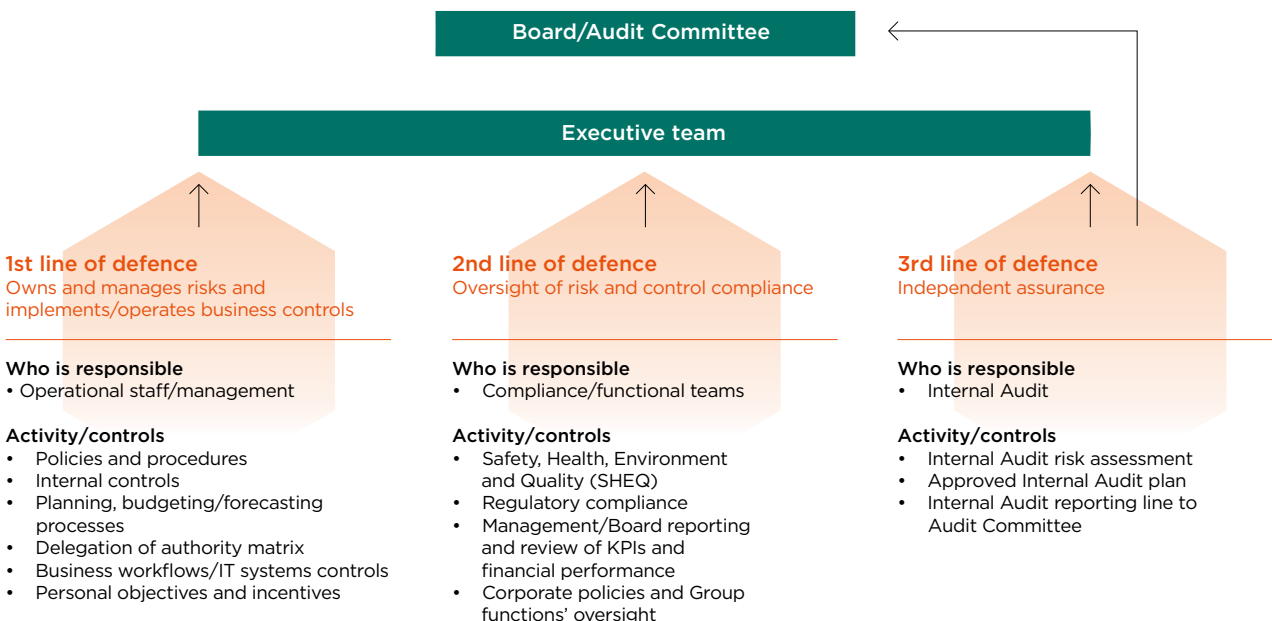 Board/Audit Committee
Executive team
1st line of defence
Owns and manages risks and
implements/operates business controls
Who is responsible
• Operational staff/management
Activity/controls
• Policies and procedures
• Internal controls
• Planning, budgeting/forecasting
processes
• Delegation of authority matrix
• Business workflows/IT systems controls
• Personal objectives and incentives
2nd line of defence
Oversight of risk and control compliance
Who is responsible
• Compliance/functional teams
Activity/controls
• Safety, Health, Environment
and Quality (SHEQ)
• Regulatory compliance
• Management/Board reporting
and review of KPIs and
financial performance
• Corporate policies and Group
functions’ oversight
3rd line of defence
Independent assurance
Who is responsible
• Internal Audit
Activity/controls
• Internal Audit risk assessment
• Approved Internal Audit plan
• Internal Audit reporting line to
Audit Committee